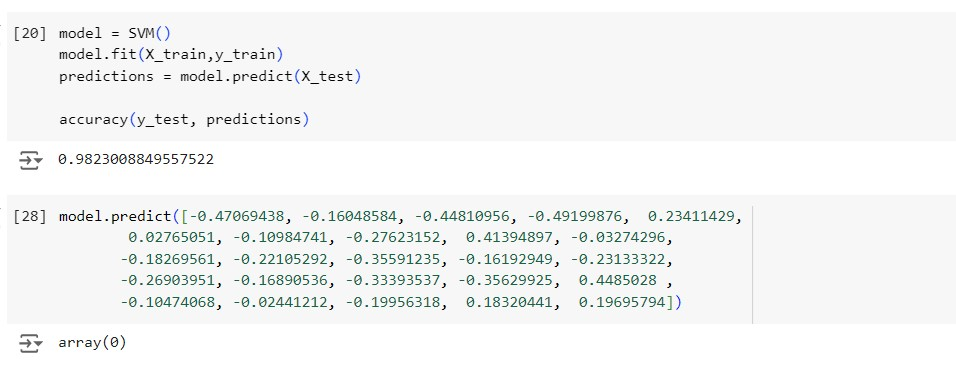 [20] model = SVM()
model.fit(X_train,y_train)
predictions = model.predict(X_test)
accuracy(y_test, predictions)
0.9823008849557522
[28] model.predict([-0.47069438, -0.16048584, -0.44810956, -0.49199876,  0.23411429,
0.02765051, -0.10984741, -0.27623152,  0.41394897, -0.03274296,
-0.18269561, -0.22105292, -0.35591235, -0.16192949, -0.23133322,
-0.26903951, -0.16890536, -0.33393537, -0.35629925,  0.4485028 ,
-0.10474068, -0.02441212, -0.19956318,  0.18320441,  0.19695794])
array(0)